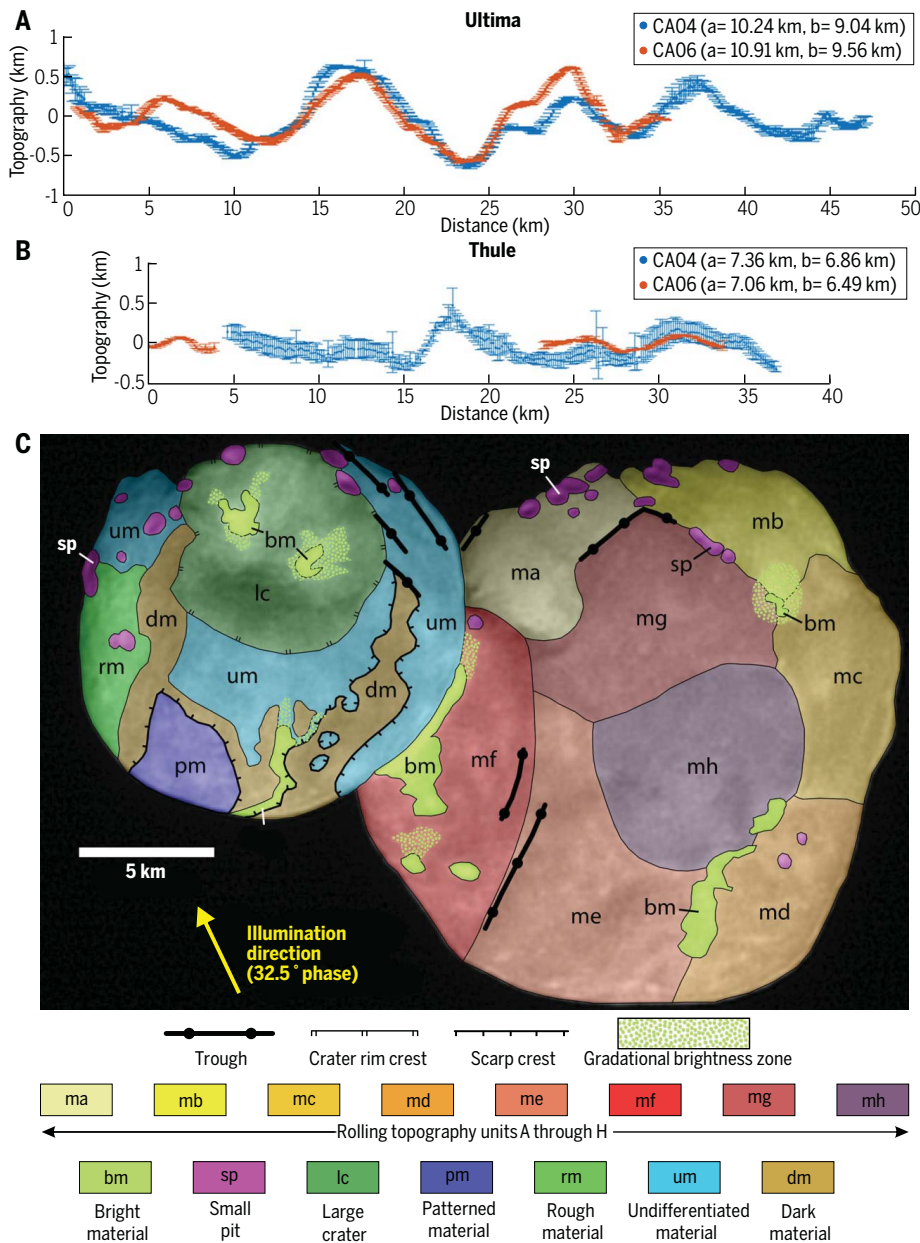 A
Ultima
CA04 (a= 10.24 km, b= 9.04 km)
CA06 (a= 10.91 km, b= 9.56 km)
Topography (km)
1
0.5
0
-0.5
-1
0 5 10 15 20 25 30 35 40 45 50
Distance (km)
B
Thule
CA04 (a= 7.36 km, b= 6.86 km)
CA06 (a= 7.06 km, b= 6.49 km)
Topography (km)
1
0.5
0
-0.5
0 5 10 15 20 25 30 35 40
Distance (km)
C
um
sp
bm
lc
dm
rm
um
um
dm
pm
sp
ma
mb
sp
mg
bm
mc
bm
mf
mh
me
bm
md
5 km
Illumination
direction
(32.5° phase)
Trough
Crater rim crest
Scarp crest
Gradational brightness zone
ma mb mc md me mf mg mh
Rolling topography units A through H
bm sp lc pm rm um dm
Bright material
Small pit
Large crater
Patterned material
Rough material
Undifferentiated material
Dark material